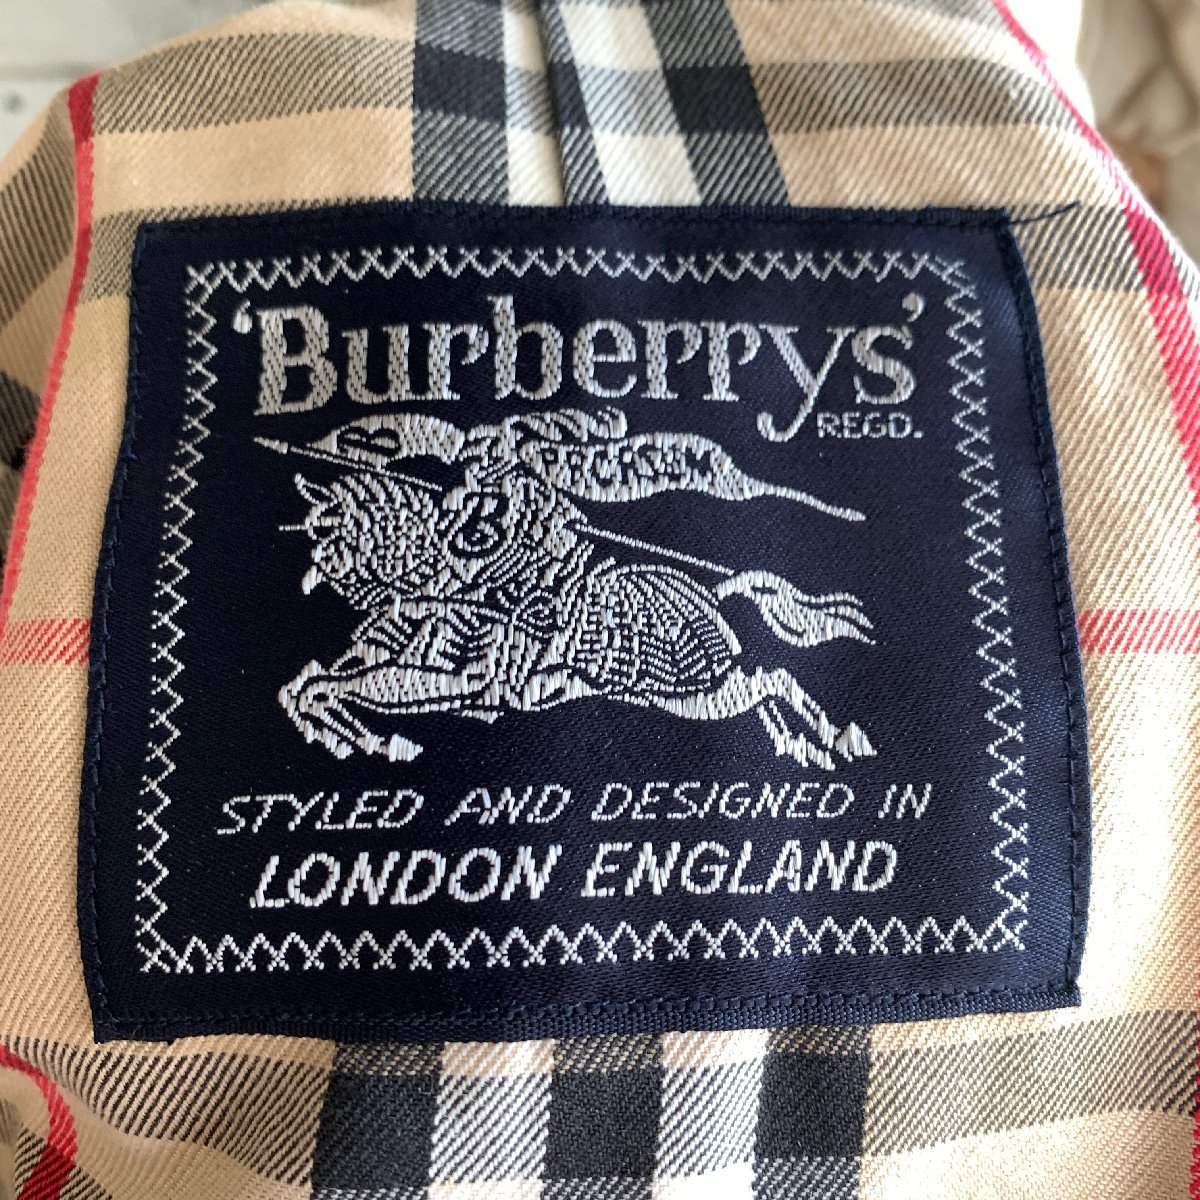 'Burberrys'
REGD.
B
B
STYLED AND DESIGNED IN
LONDON ENGLAND